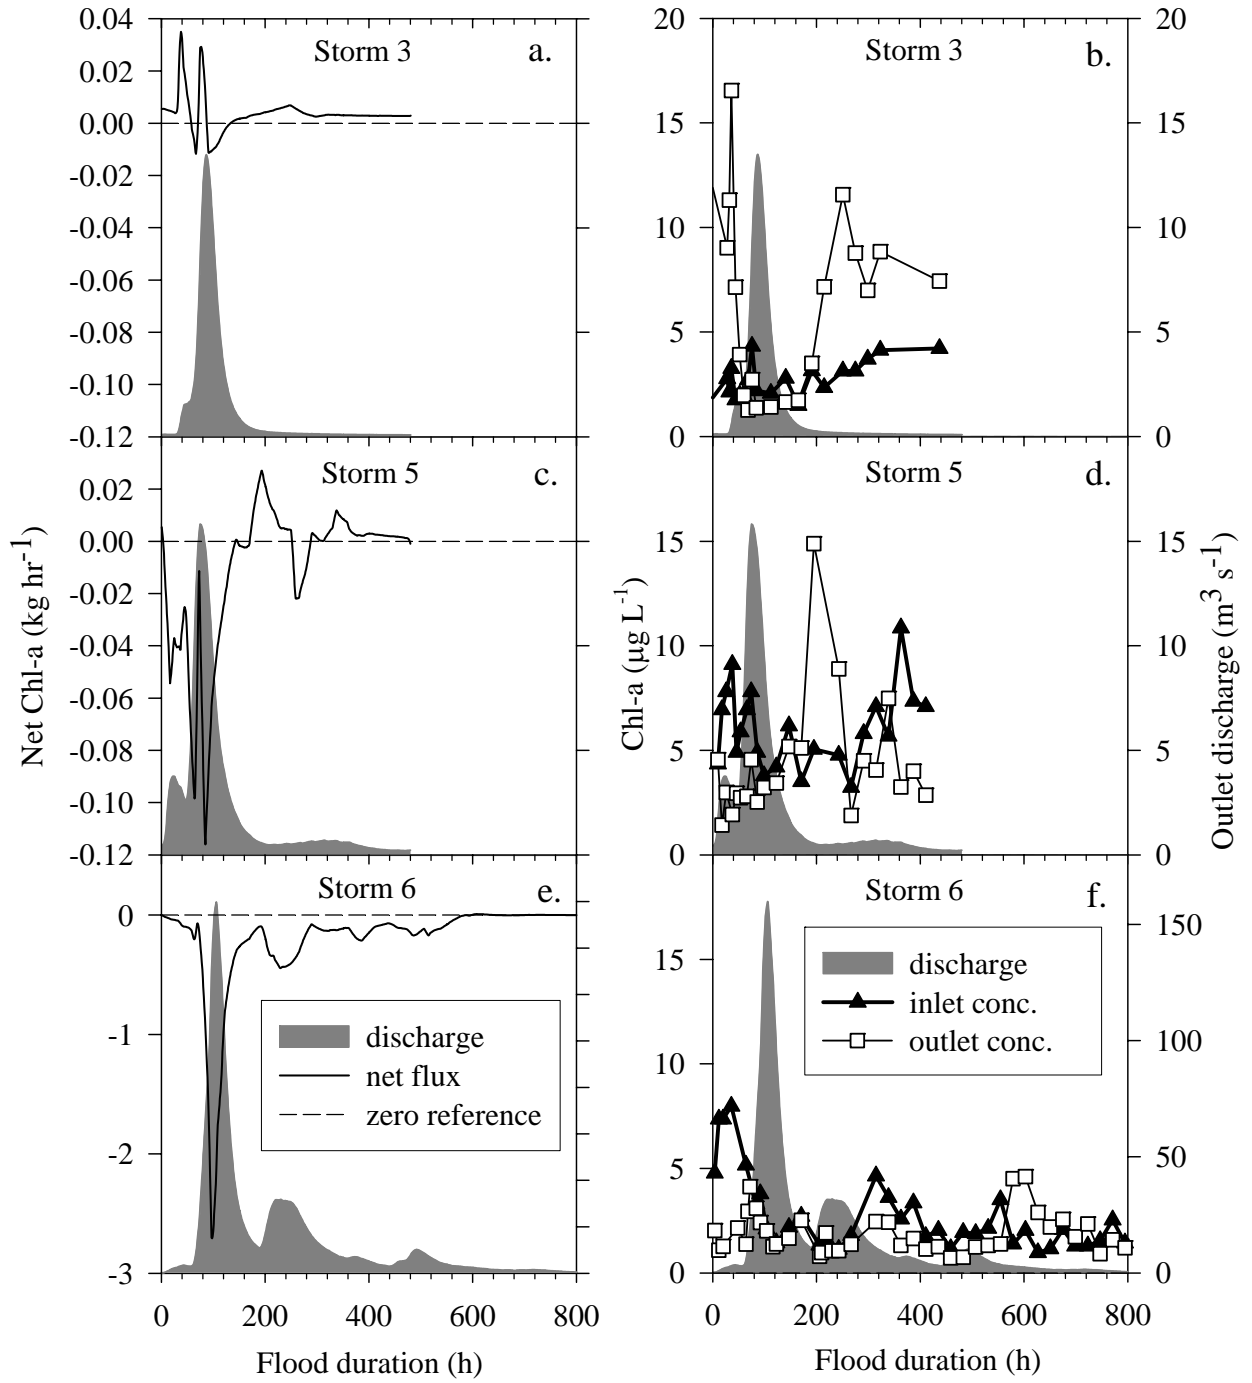 Storm 3
a.
0.04
0.02
0.00
-0.02
-0.04
-0.06
-0.08
-0.10
-0.12
Storm 3
b.
20
15
10
5
0
20
15
10
5
0
Storm 5
c.
0.02
0.00
-0.02
-0.04
-0.06
-0.08
-0.10
-0.12
Net Chl-a (kg hr-1)
Storm 5
d.
15
10
5
0
Chl-a (µg L-1)
15
10
5
0
Outlet discharge (m3 s-1)
Storm 6
e.
0
-1
-2
-3
discharge
net flux
zero reference
0 200 400 600 800
Flood duration (h)
Storm 6
f.
15
10
5
0
150
100
50
0
discharge
inlet conc.
outlet conc.
0 200 400 600 800
Flood duration (h)